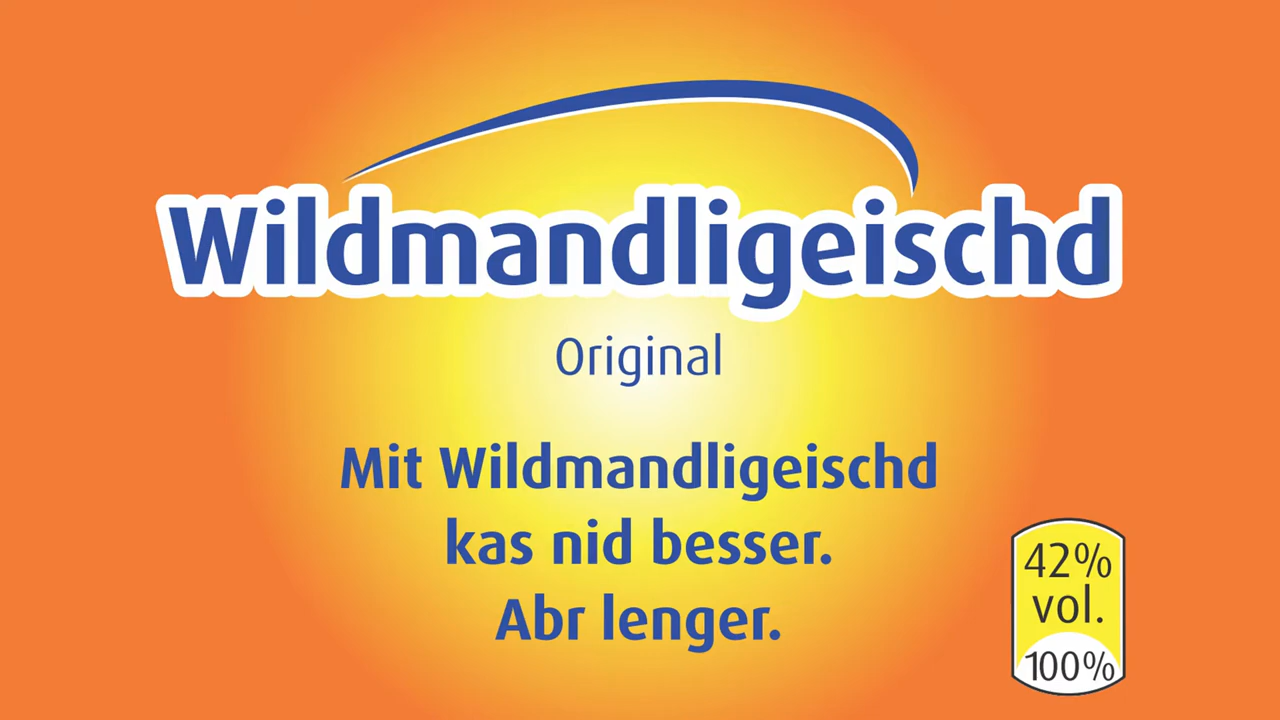 Wildmandligeischd
Original
Mit Wildmandligeischd
kas nid besser.
Abr lenger.
42%
vol.
100%